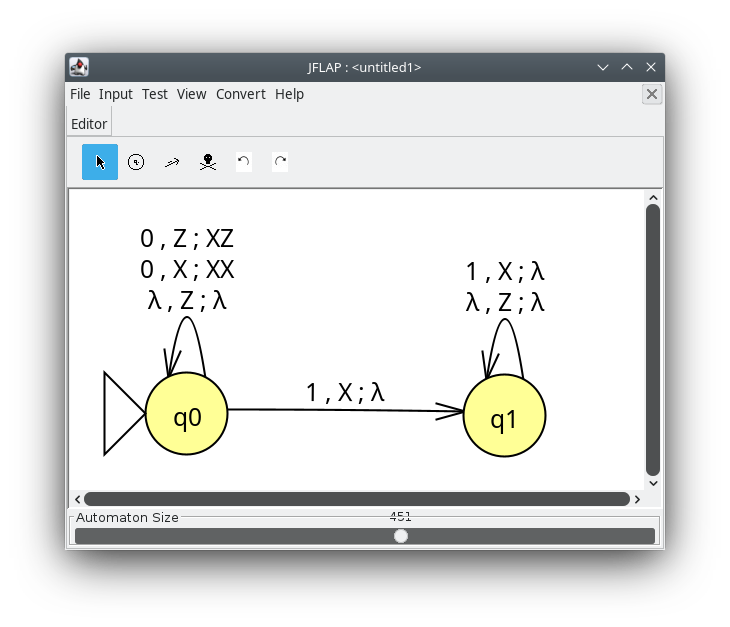 JFLAP : <untitled1>
File Input Test View Convert Help
Editor
0 , Z ; XZ
0 , X ; XX
λ , Z ; λ
1 , X ; λ
λ , Z ; λ
1 , X ; λ
q0
q1
Automaton Size
451